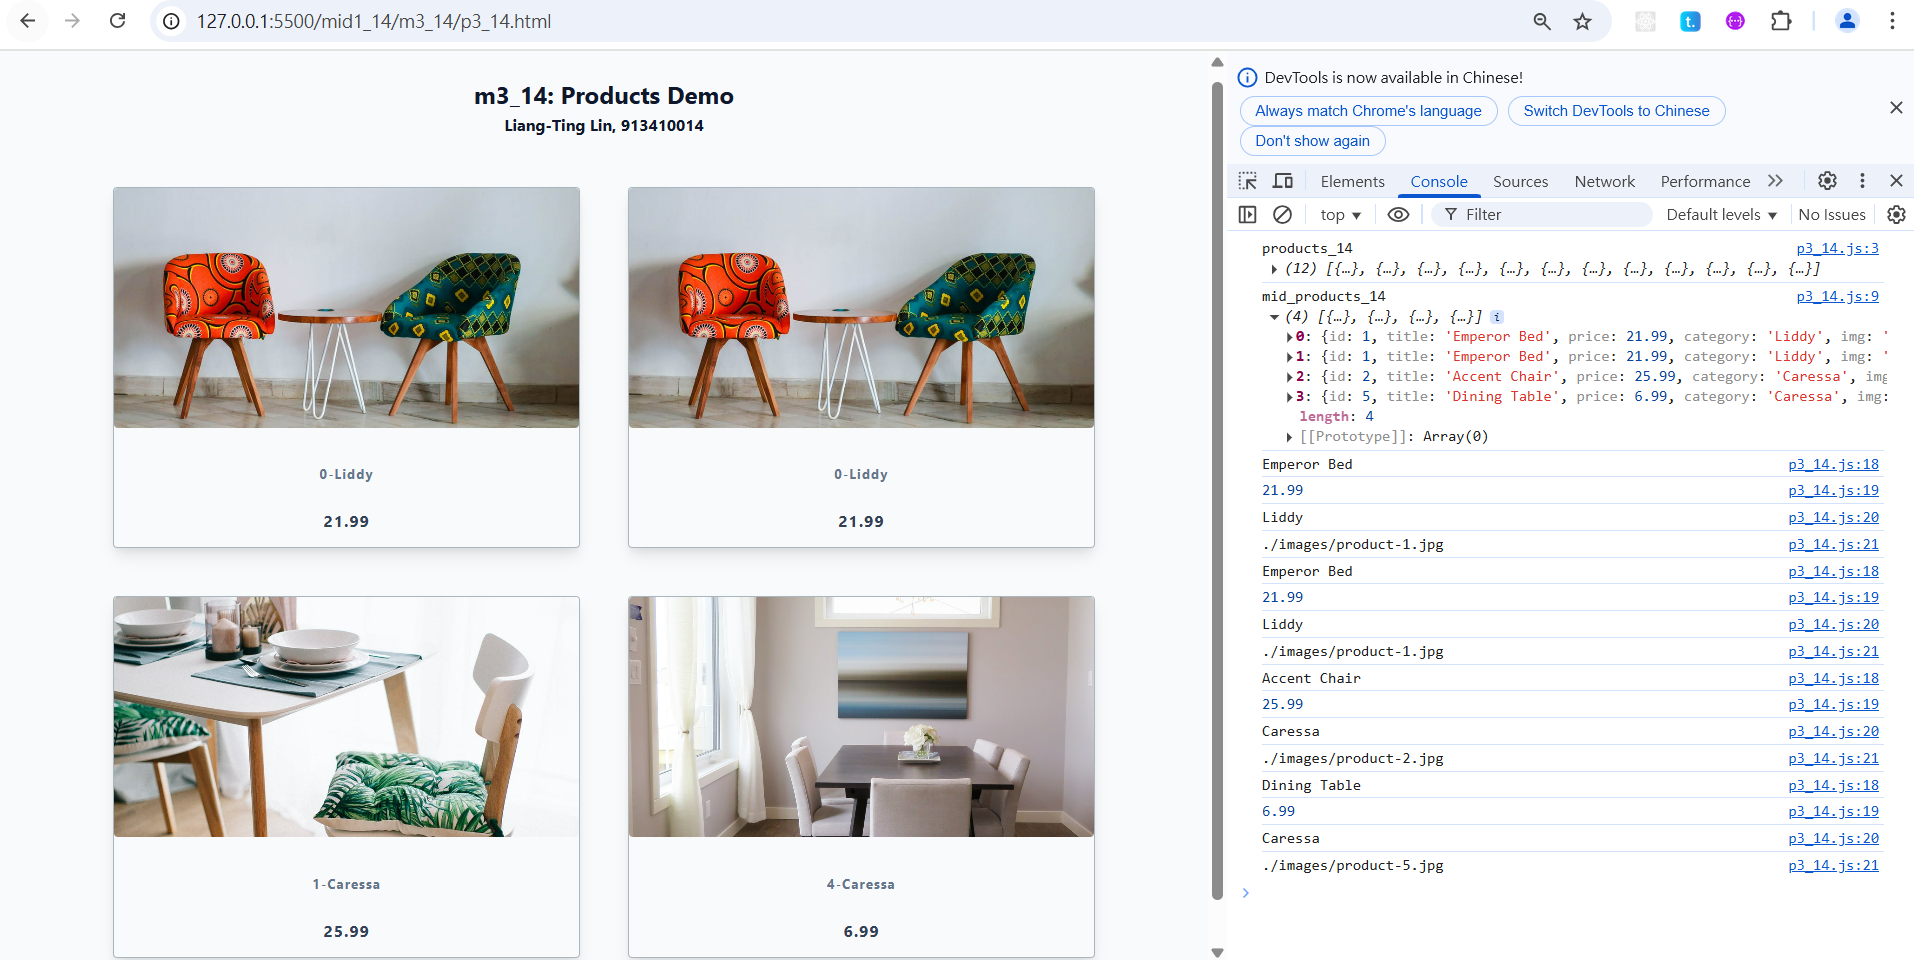 127.0.0.1:5500/mid1_14/m3_14/p3_14.html
t.
m3_14: Products Demo
Liang-Ting Lin, 913410014
0-Liddy
21.99
0-Liddy
21.99
1-Caressa
25.99
4-Caressa
6.99
DevTools is now available in Chinese!
Always match Chrome's language
Switch DevTools to Chinese
Don't show again
Elements Console Sources Network Performance
top Filter Default levels No Issues
products_14 p3_14.js:3
(12) [{…}, {…}, {…}, {…}, {…}, {…}, {…}, {…}, {…}, {…}, {…}, {…}]
mid_products_14 p3_14.js:9
(4) [{…}, {…}, {…}, {…}] i
0: {id: 1, title: 'Emperor Bed', price: 21.99, category: 'Liddy', img: '
1: {id: 1, title: 'Emperor Bed', price: 21.99, category: 'Liddy', img: '
2: {id: 2, title: 'Accent Chair', price: 25.99, category: 'Caressa', img
3: {id: 5, title: 'Dining Table', price: 6.99, category: 'Caressa', img:
length: 4
[[Prototype]]: Array(0)
Emperor Bed p3_14.js:18
21.99 p3_14.js:19
Liddy p3_14.js:20
./images/product-1.jpg p3_14.js:21
Emperor Bed p3_14.js:18
21.99 p3_14.js:19
Liddy p3_14.js:20
./images/product-1.jpg p3_14.js:21
Accent Chair p3_14.js:18
25.99 p3_14.js:19
Caressa p3_14.js:20
./images/product-2.jpg p3_14.js:21
Dining Table p3_14.js:18
6.99 p3_14.js:19
Caressa p3_14.js:20
./images/product-5.jpg p3_14.js:21